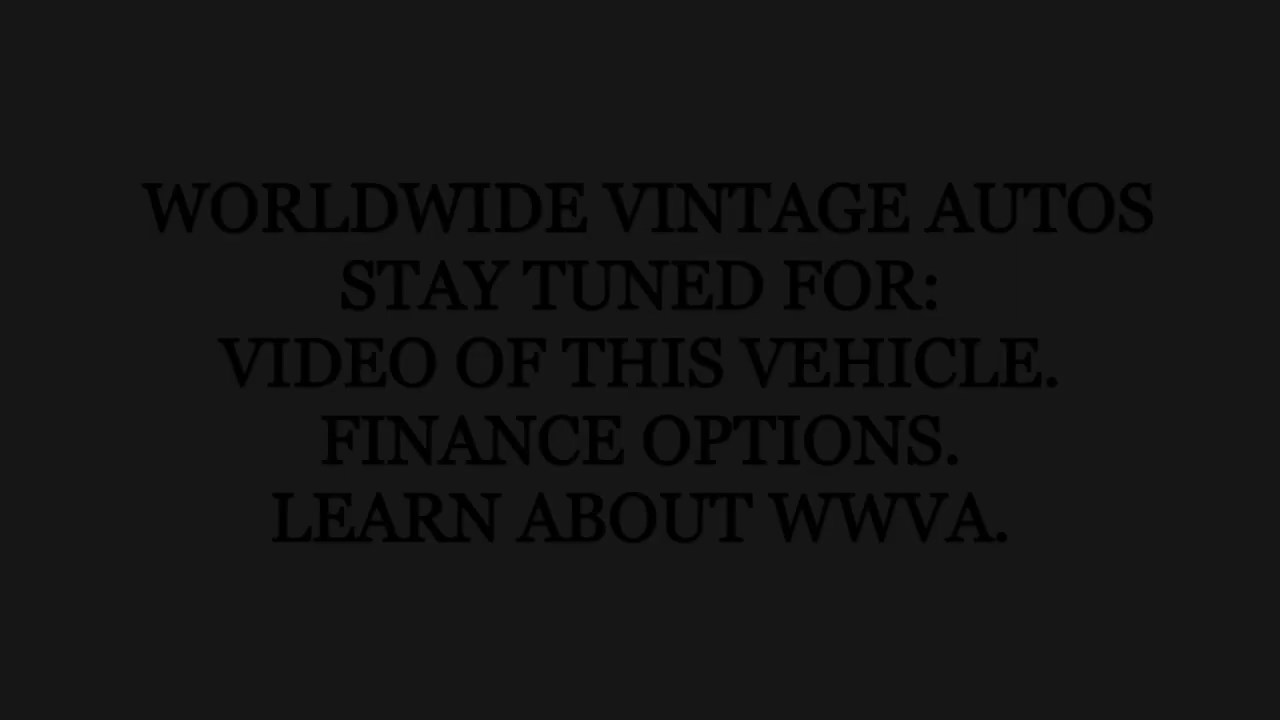 WORLDWIDE VINTAGE AUTOS
STAY TUNED FOR:
VIDEO OF THIS VEHICLE.
FINANCE OPTIONS.
LEARN ABOUT WWVA.